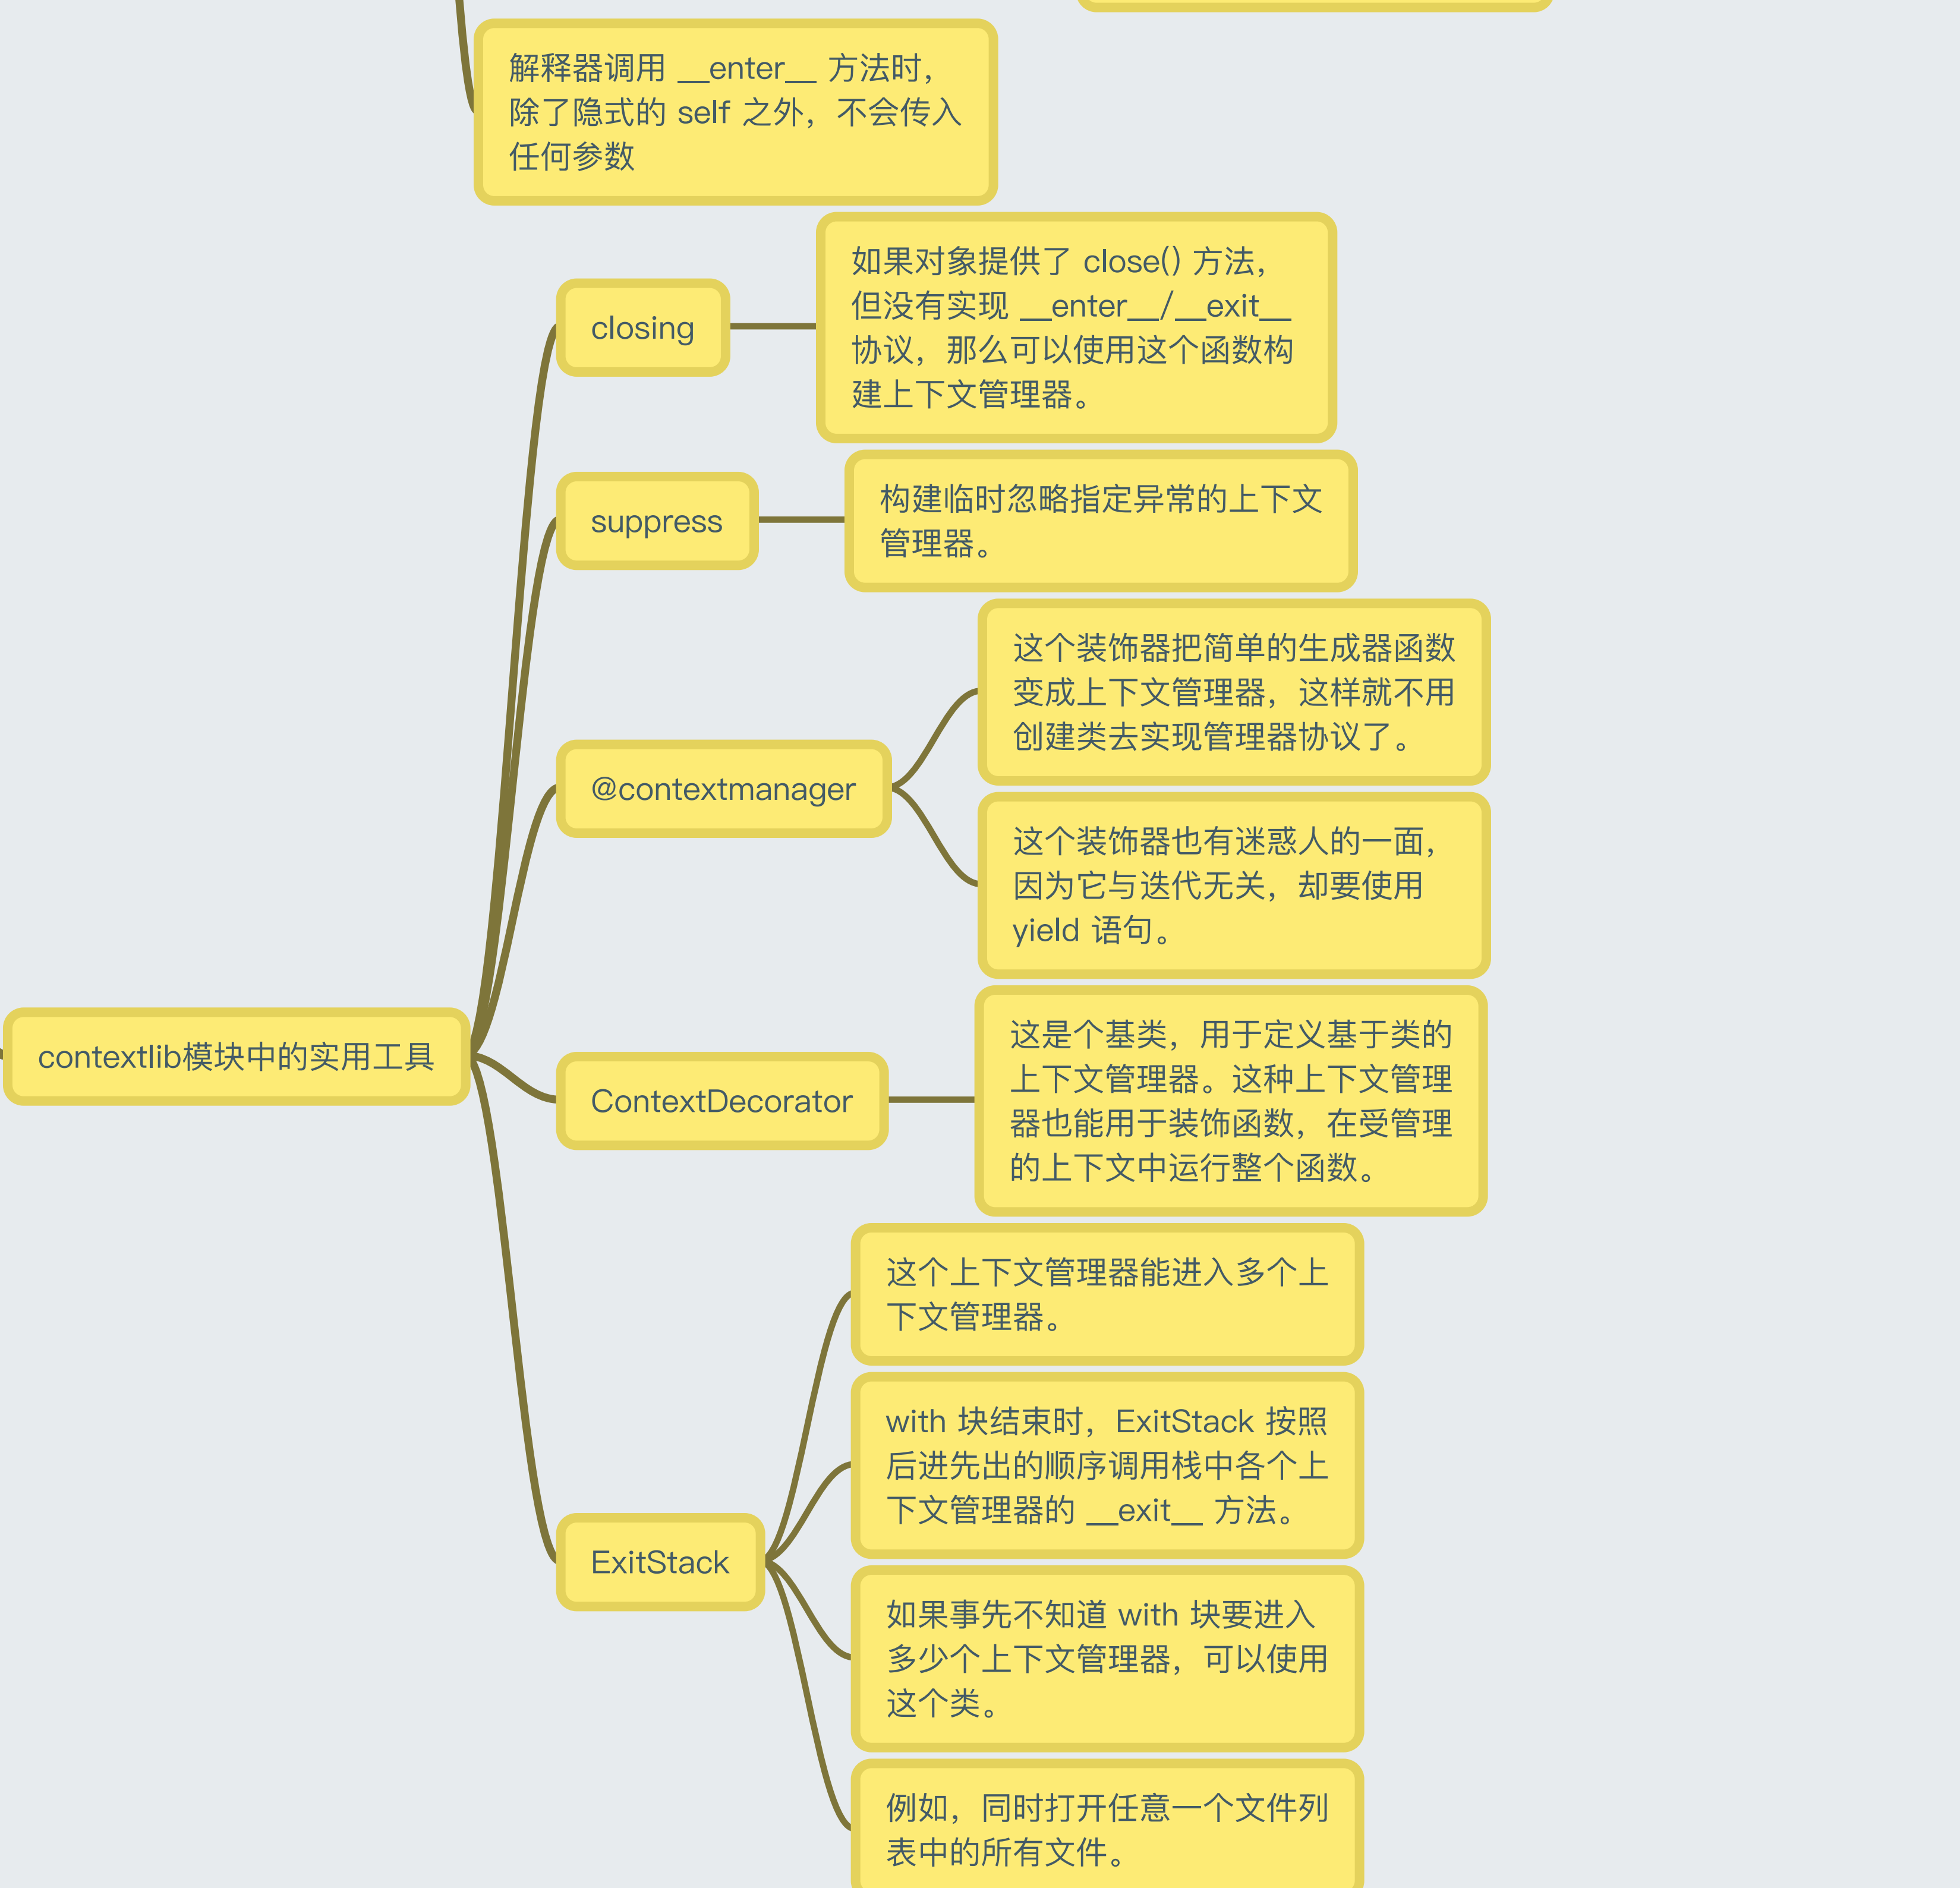 解释器调用 __enter__ 方法时，
除了隐式的 self 之外，不会传入
任何参数
如果对象提供了 close() 方法，
但没有实现 __enter__/__exit__
协议，那么可以使用这个函数构
建上下文管理器。
closing
构建临时忽略指定异常的上下文
管理器。
suppress
这个装饰器把简单的生成器函数
变成上下文管理器，这样就不用
创建类去实现管理器协议了。
@contextmanager
这个装饰器也有迷惑人的一面，
因为它与迭代无关，却要使用
yield 语句。
contextlib模块中的实用工具
这是个基类，用于定义基于类的
上下文管理器。这种上下文管理
器也能用于装饰函数，在受管理
的上下文中运行整个函数。
ContextDecorator
这个上下文管理器能进入多个上
下文管理器。
with 块结束时，ExitStack 按照
后进先出的顺序调用栈中各个上
下文管理器的 __exit__ 方法。
ExitStack
如果事先不知道 with 块要进入
多少个上下文管理器，可以使用
这个类。
例如，同时打开任意一个文件列
表中的所有文件。